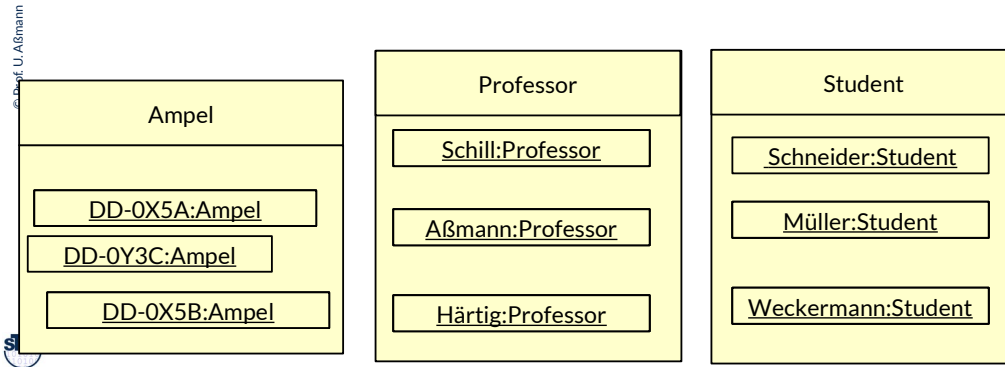 © Prof. U. Aßmann
Ampel
DD-0X5A:Ampel
DD-0Y3C:Ampel
DD-0X5B:Ampel
Professor
Schill:Professor
Aßmann:Professor
Härtig:Professor
Student
Schneider:Student
Müller:Student
Weckermann:Student